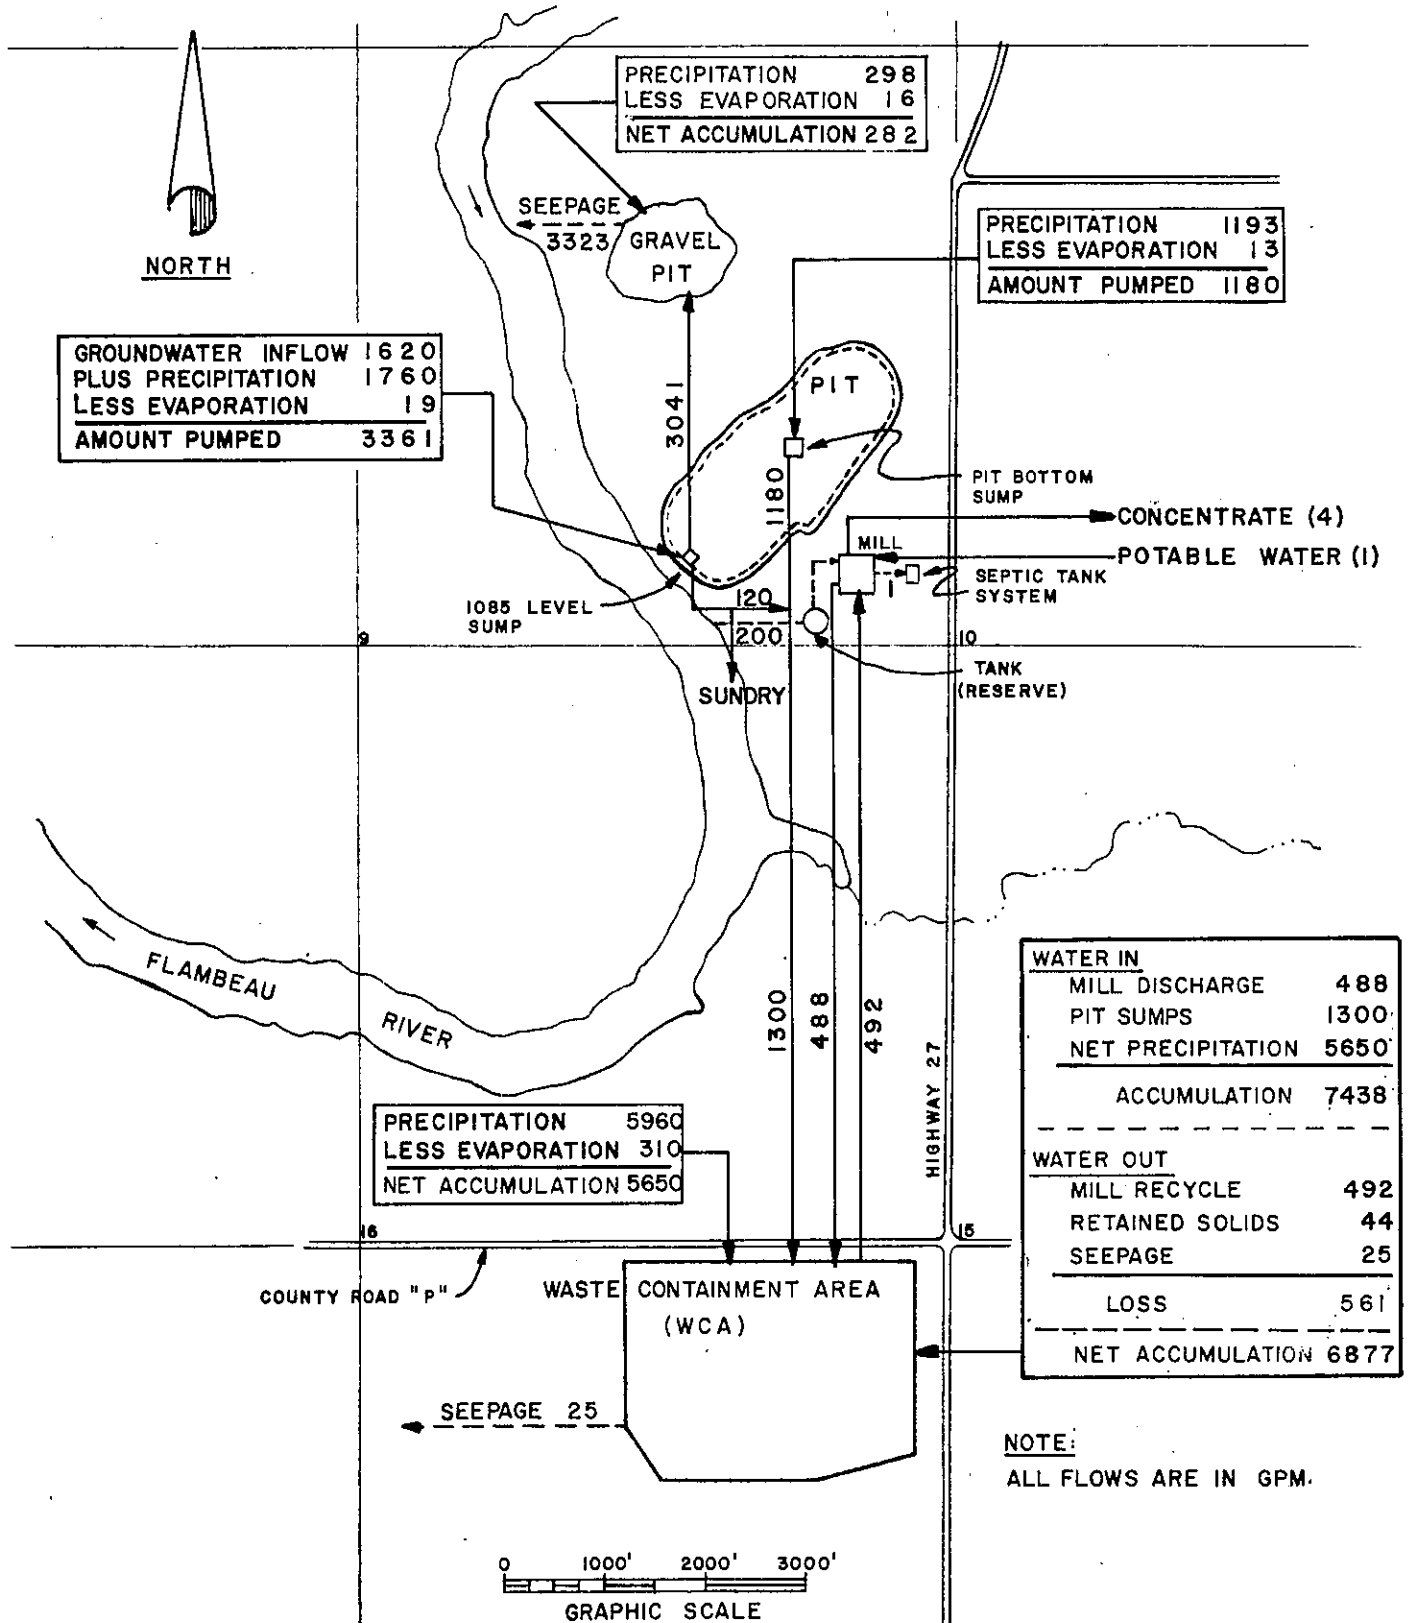 PRECIPITATION 298
LESS EVAPORATION 16
NET ACCUMULATION 282
NORTH
SEEPAGE
3323
GRAVEL
PIT
PRECIPITATION 1193
LESS EVAPORATION 13
AMOUNT PUMPED 1180
GROUNDWATER INFLOW 1620
PLUS PRECIPITATION 1760
LESS EVAPORATION 19
AMOUNT PUMPED 3361
3041
PIT
1180
PIT BOTTOM
SUMP
CONCENTRATE (4)
MILL
POTABLE WATER (1)
1
SEPTIC TANK
SYSTEM
1085 LEVEL
SUMP
120
200
9
10
TANK
(RESERVE)
SUNDRY
FLAMBEAU
RIVER
1300
488
492
HIGHWAY 27
WATER IN
MILL DISCHARGE 488
PIT SUMPS 1300
NET PRECIPITATION 5650
ACCUMULATION 7438
WATER OUT
MILL RECYCLE 492
RETAINED SOLIDS 44
SEEPAGE 25
LOSS 561
NET ACCUMULATION 6877
PRECIPITATION 5960
LESS EVAPORATION 310
NET ACCUMULATION 5650
16
15
COUNTY ROAD "P"
WASTE CONTAINMENT AREA
(WCA)
SEEPAGE 25
NOTE:
ALL FLOWS ARE IN GPM.
0 1000' 2000' 3000'
GRAPHIC SCALE